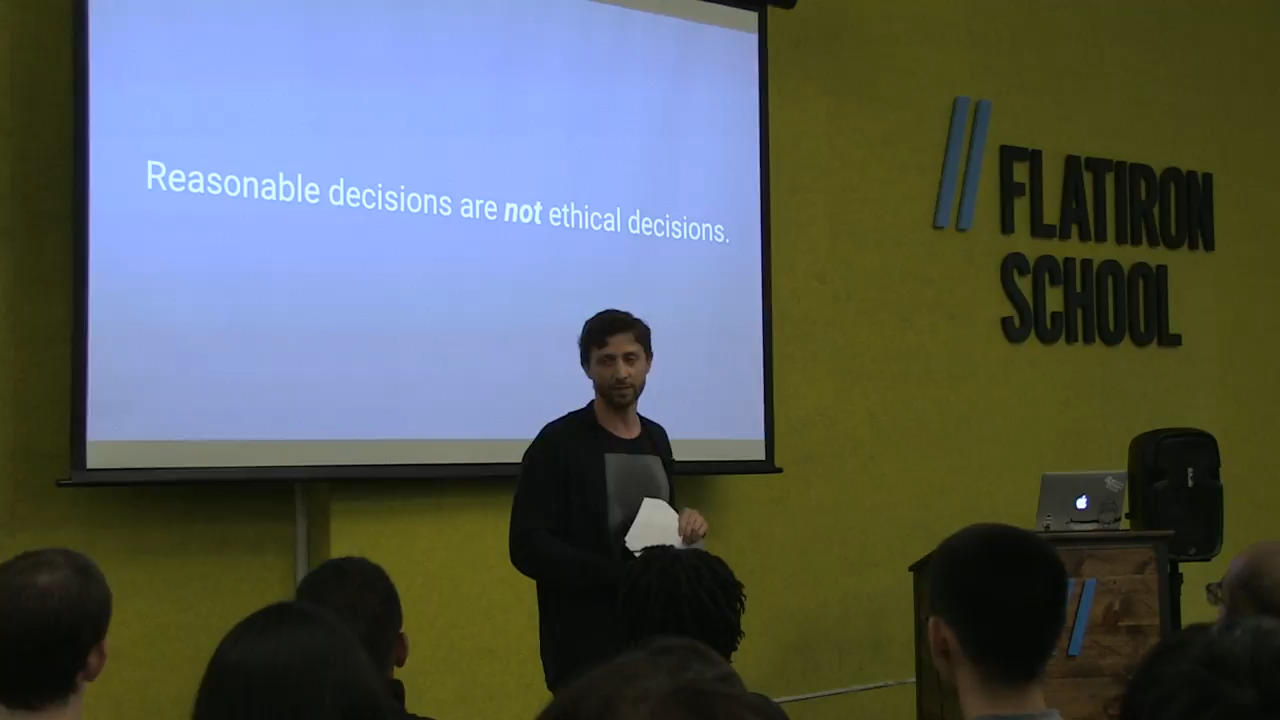 Reasonable decisions are not ethical decisions.
// FLATIRON
SCHOOL
//